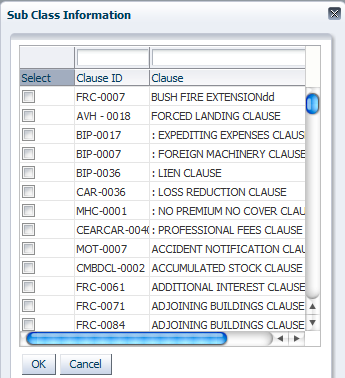 Sub Class Information
Select Clause ID Clause
FRC-0007 BUSH FIRE EXTENSIONdd
AVH - 0018 FORCED LANDING CLAUSE
BIP-0017 : EXPEDITING EXPENSES CLAUS
BIP-0007 : FOREIGN MACHINERY CLAUSE
BIP-0036 : LIEN CLAUSE
CAR-0036 : LOSS REDUCTION CLAUSE
MHC-0001 : NO PREMIUM NO COVER CLAU
CEARCAR-004 : PROFESSIONAL FEES CLAUSE
MOT-0007 ACCIDENT NOTIFICATION CLAU
CMBDCL-0002 ACCUMULATED STOCK CLAUSE
FRC-0061 ADDITIONAL INTEREST CLAUSE
FRC-0071 ADJOINING BUILDINGS CLAUSE
FRC-0084 ADJOINING BUILDINGS CLAUSE
OK Cancel